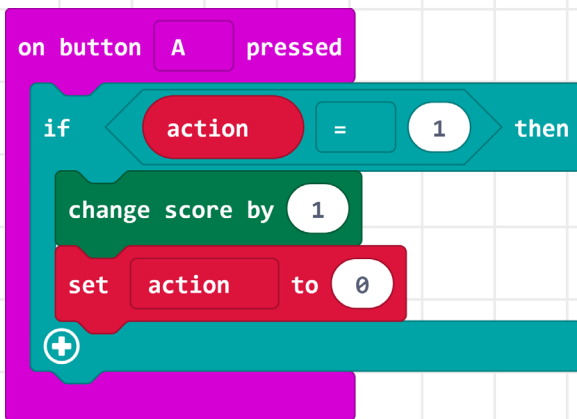 on button A pressed
if action = 1 then
change score by 1
set action to 0